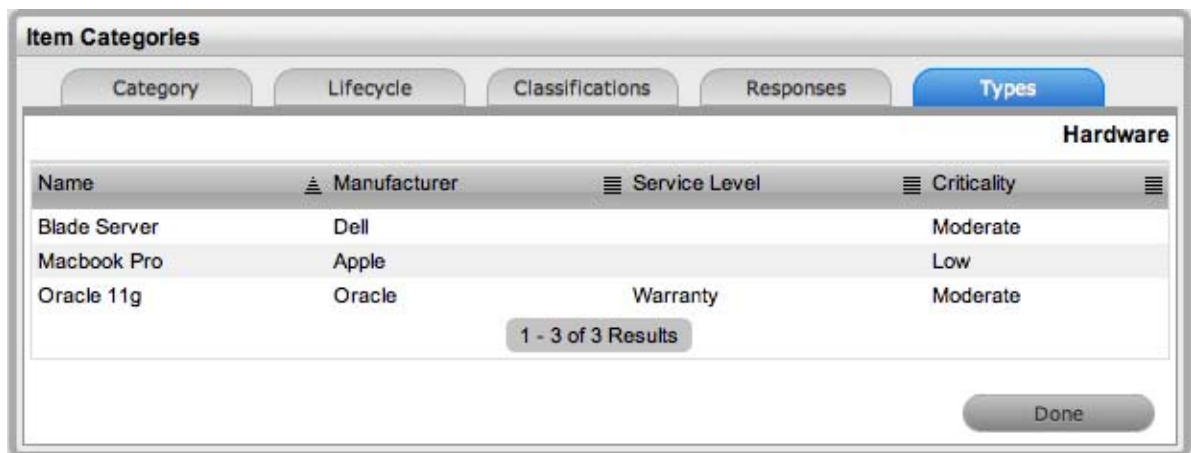 Item Categories
Category Lifecycle Classifications Responses Types
Hardware
Name Manufacturer Service Level Criticality
Blade Server Dell Moderate
Macbook Pro Apple Low
Oracle 11g Oracle Warranty Moderate
1 - 3 of 3 Results
Done